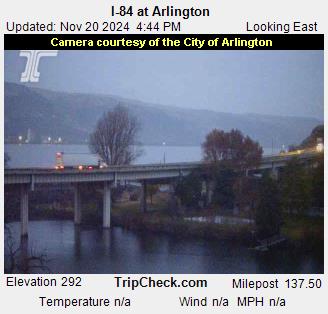 I-84 at Arlington
Updated: Nov 20 2024 4:44 PM Looking East
Camera courtesy of the City of Arlington
Elevation 292 TripCheck.com Milepost 137.50
Temperature n/a Wind n/a MPH n/a